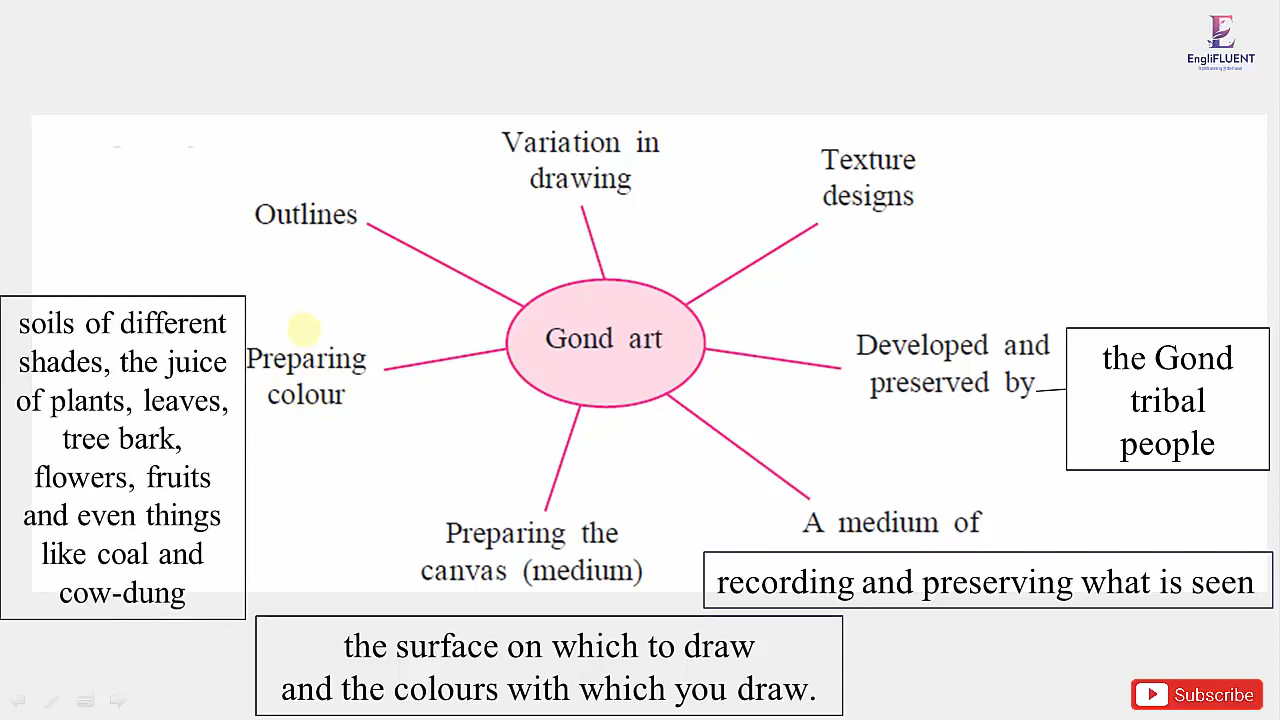 E
EngliFLUENT
Variation in
drawing
Texture
designs
Outlines
Gond art
Developed and
preserved by
the Gond
tribal
people
soils of different
shades, the juice
of plants, leaves,
tree bark,
flowers, fruits
and even things
like coal and
cow-dung
Preparing
colour
Preparing the
canvas (medium)
A medium of
recording and preserving what is seen
the surface on which to draw
and the colours with which you draw.
Subscribe